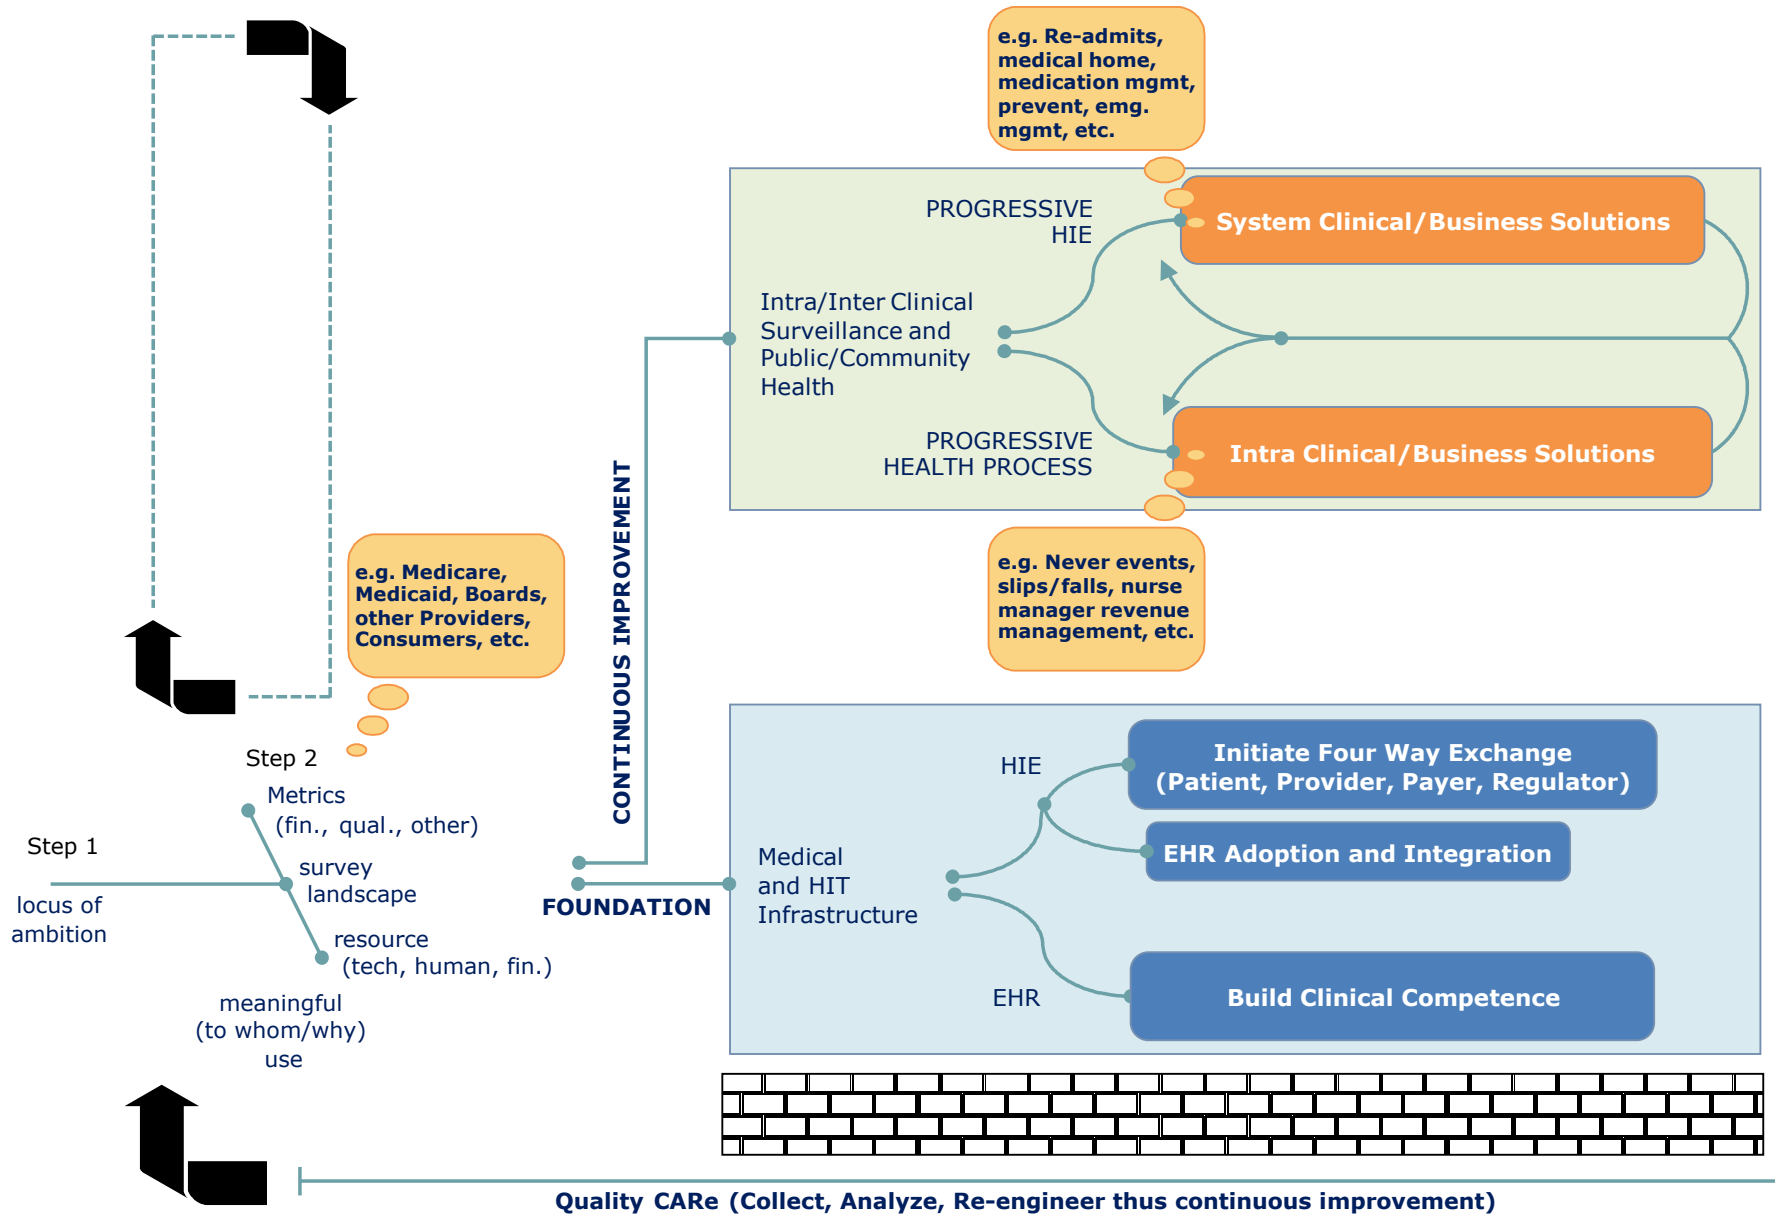 e.g. Re-admits,
medical home,
medication mgmt,
prevent, emg.
mgmt, etc.
PROGRESSIVE
HIE
System Clinical/Business Solutions
Intra/Inter Clinical
Surveillance and
Public/Community
Health
PROGRESSIVE
HEALTH PROCESS
Intra Clinical/Business Solutions
e.g. Never events,
slips/falls, nurse
manager revenue
management, etc.
CONTINUOUS IMPROVEMENT
e.g. Medicare,
Medicaid, Boards,
other Providers,
Consumers, etc.
Step 2
Metrics
(fin., qual., other)
Step 1
survey
landscape
locus of
ambition
resource
(tech, human, fin.)
meaningful
(to whom/why)
use
FOUNDATION
Medical
and HIT
Infrastructure
HIE
Initiate Four Way Exchange
(Patient, Provider, Payer, Regulator)
EHR Adoption and Integration
EHR
Build Clinical Competence
Quality CARe (Collect, Analyze, Re-engineer thus continuous improvement)